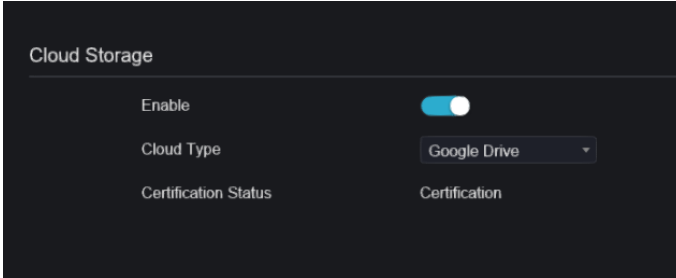 Cloud Storage
Enable
Cloud Type Google Drive
Certification Status Certification